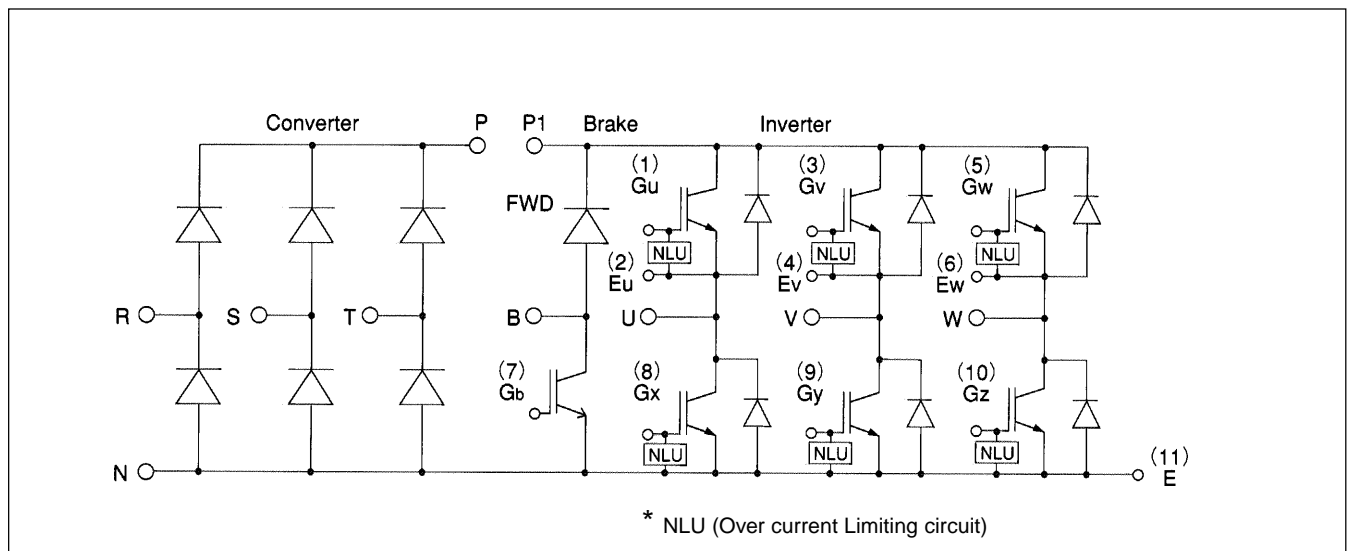 Converter P P1 Brake Inverter
(1) (3) (5)
Gu Gv Gw
FWD
NLU NLU NLU
(2) (4) (6)
Eu Ev Ew
R S T B U V W
(7) (8) (9) (10)
Gb Gx Gy Gz
NLU NLU NLU
(11)
N E
* NLU (Over current Limiting circuit)